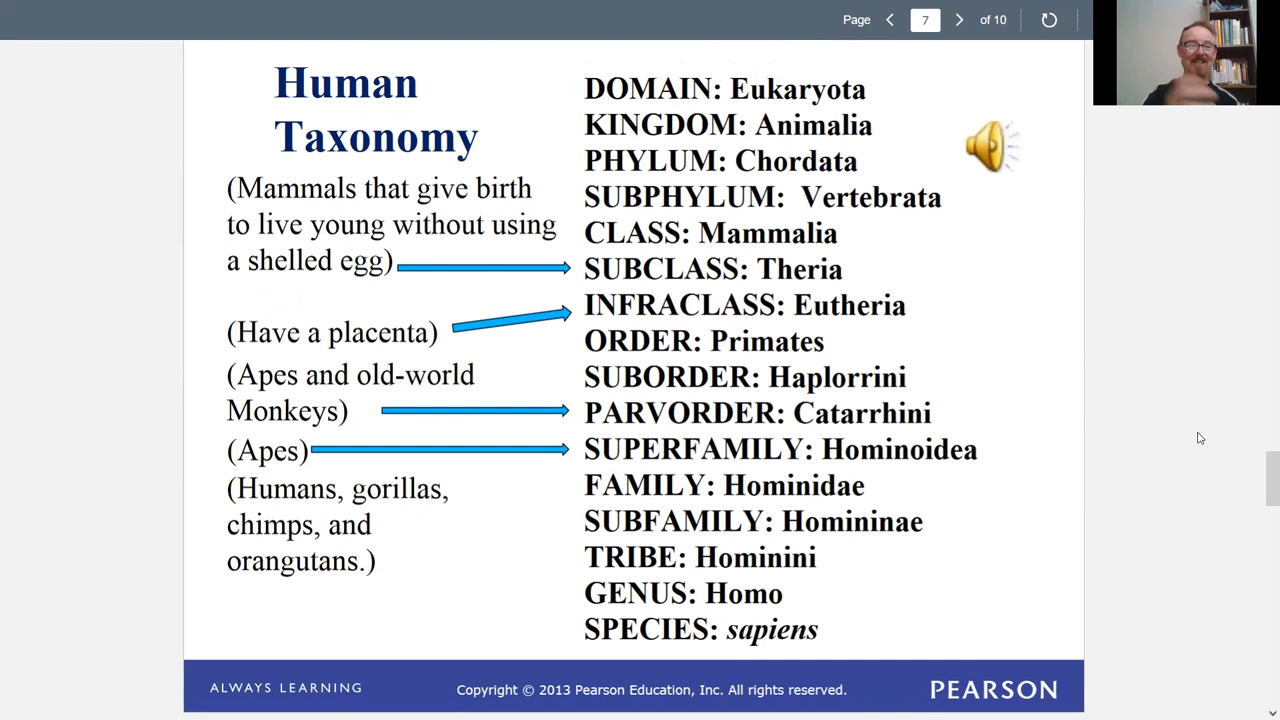 Page 7 of 10
Human
Taxonomy
(Mammals that give birth
to live young without using
a shelled egg)
(Have a placenta)
(Apes and old-world
Monkeys)
(Apes)
(Humans, gorillas,
chimps, and
orangutans.)
DOMAIN: Eukaryota
KINGDOM: Animalia
PHYLUM: Chordata
SUBPHYLUM: Vertebrata
CLASS: Mammalia
SUBCLASS: Theria
INFRACLASS: Eutheria
ORDER: Primates
SUBORDER: Haplorrini
PARVORDER: Catarrhini
SUPERFAMILY: Hominoidea
FAMILY: Hominidae
SUBFAMILY: Homininae
TRIBE: Hominini
GENUS: Homo
SPECIES: sapiens
ALWAYS LEARNING
Copyright © 2013 Pearson Education, Inc. All rights reserved.
PEARSON